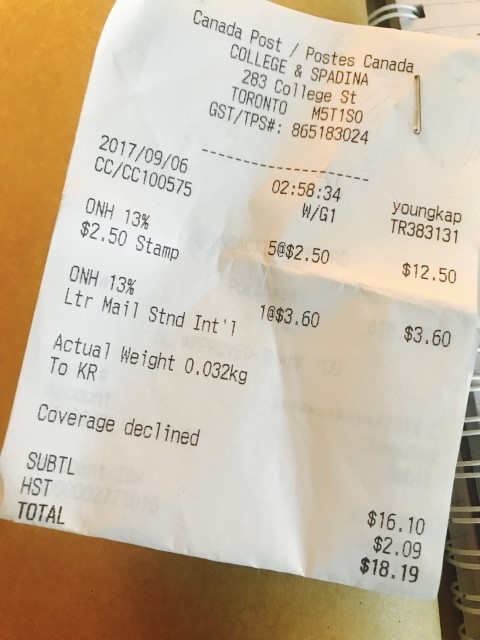 Canada Post / Postes Canada
COLLEGE & SPADINA
283 College St
TORONTO M5T1S0
GST/TPS#: 865183024
--------------------
2017/09/06 02:58:34 youngkap
CC/CC100575 W/G1 TR383131
ONH 13%
$2.50 Stamp 5@$2.50 $12.50
ONH 13%
Ltr Mail Stnd Int'l 1@$3.60 $3.60
Actual Weight 0.032kg
To KR
Coverage declined
SUBTL $16.10
HST $2.09
TOTAL $18.19